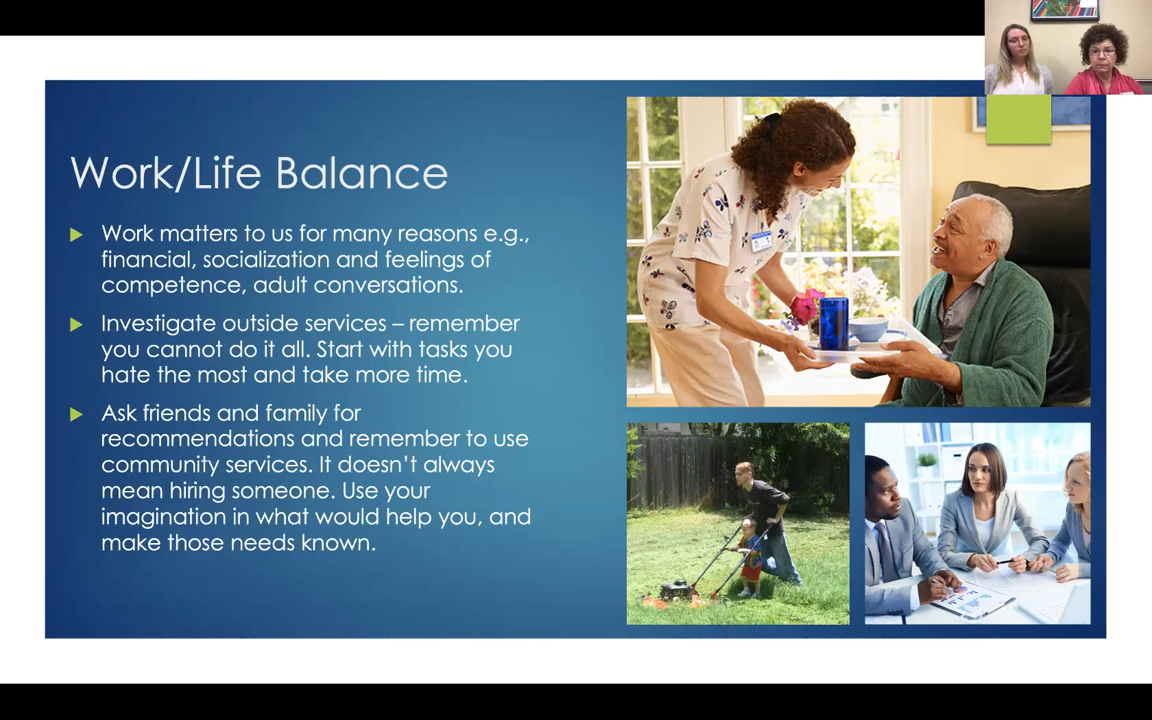 Work/Life Balance
Work matters to us for many reasons e.g.,
financial, socialization and feelings of
competence, adult conversations.
Investigate outside services – remember
you cannot do it all. Start with tasks you
hate the most and take more time.
Ask friends and family for
recommendations and remember to use
community services. It doesn’t always
mean hiring someone. Use your
imagination in what would help you, and
make those needs known.